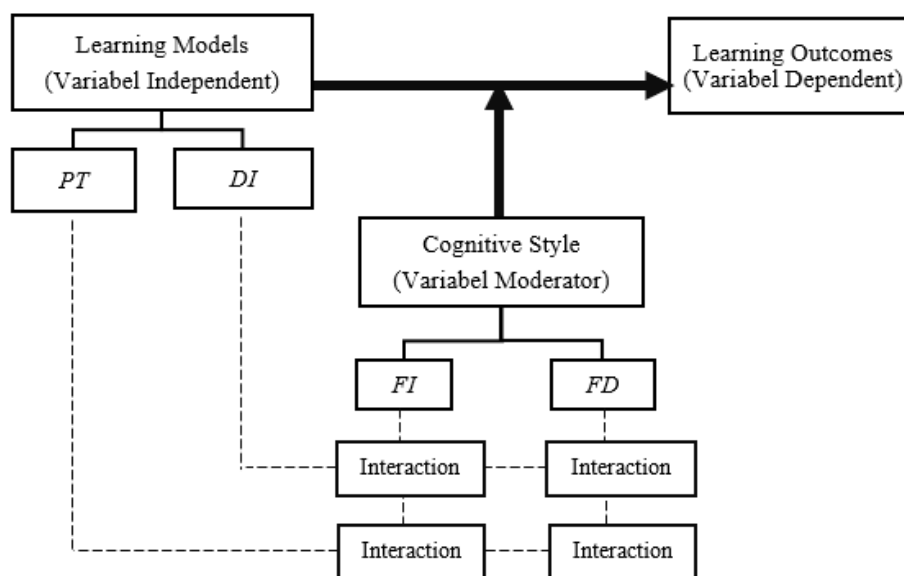 Learning Models
(Variabel Independent)
Learning Outcomes
(Variabel Dependent)
PT
DI
Cognitive Style
(Variabel Moderator)
FI
FD
Interaction
Interaction
Interaction
Interaction